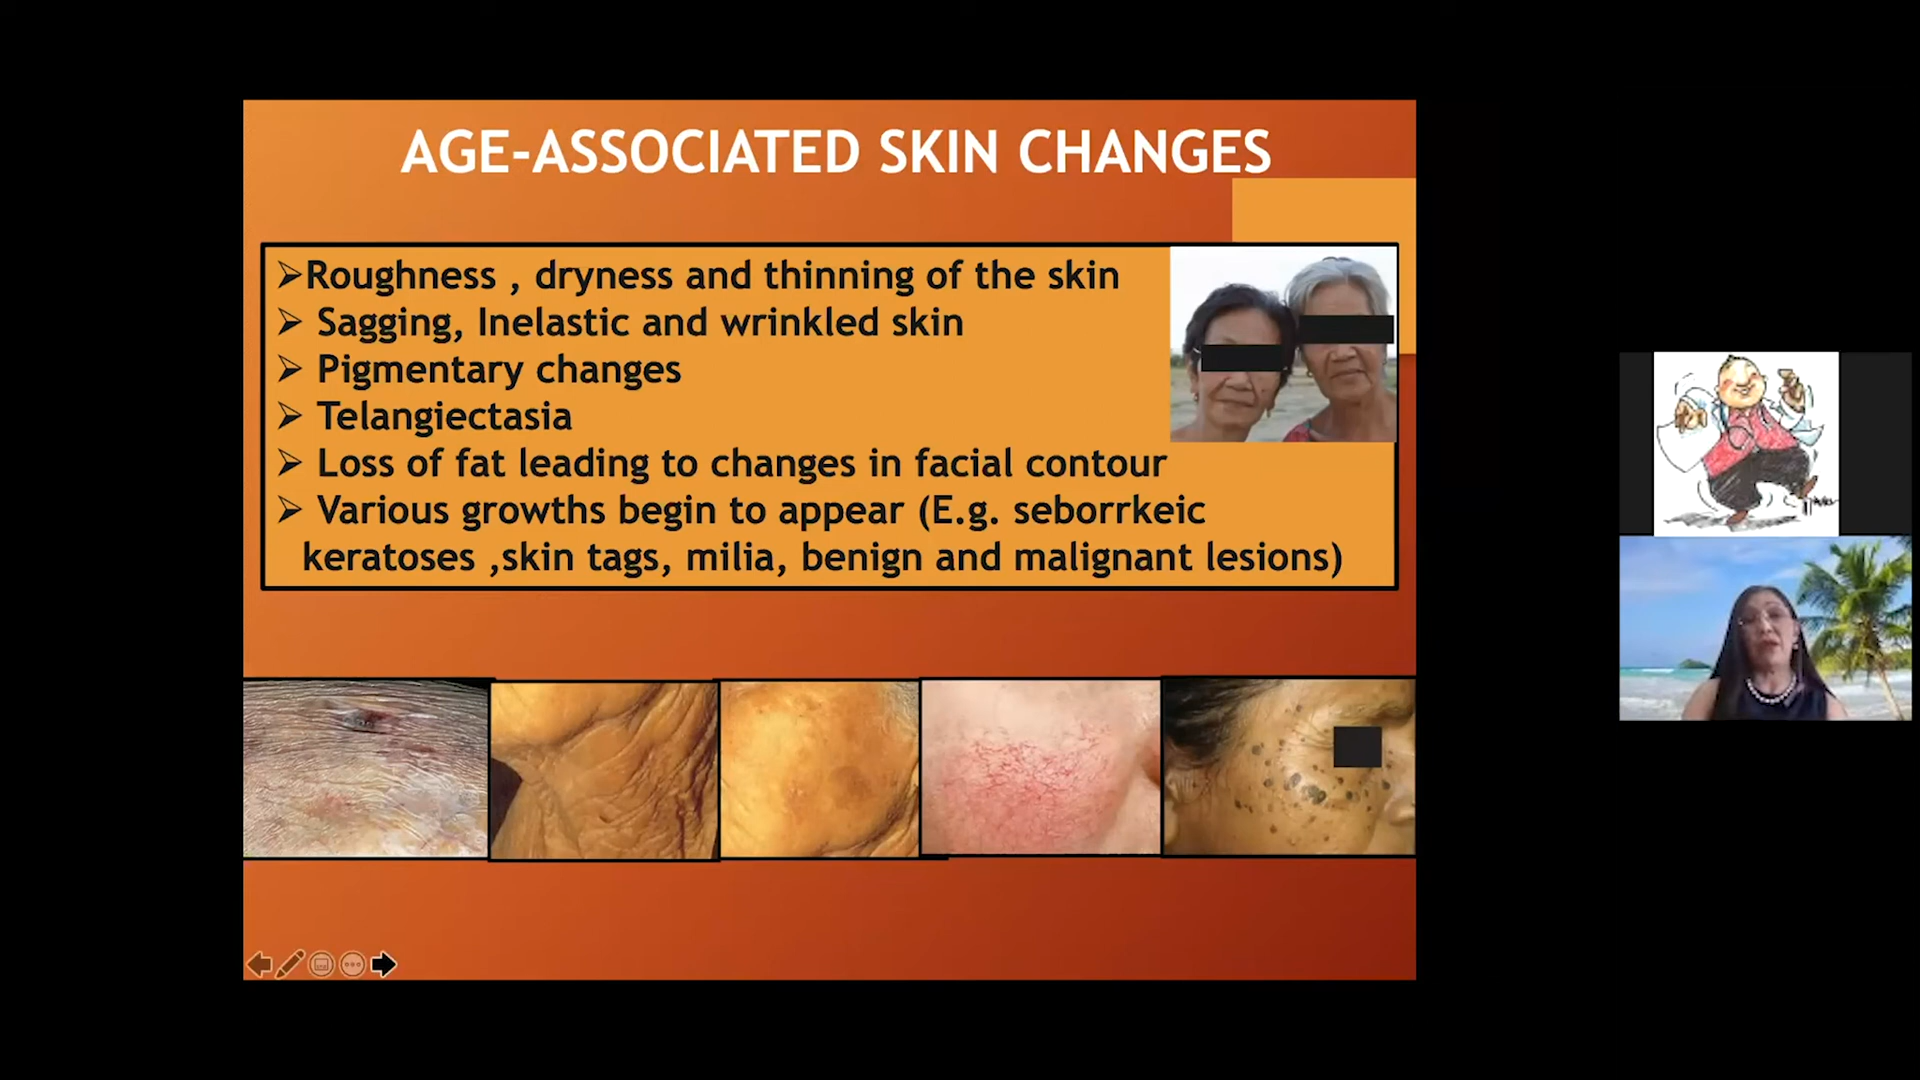 AGE-ASSOCIATED SKIN CHANGES
➢Roughness , dryness and thinning of the skin
➢ Sagging, Inelastic and wrinkled skin
➢ Pigmentary changes
➢ Telangiectasia
➢ Loss of fat leading to changes in facial contour
➢ Various growths begin to appear (E.g. seborrkeic
keratoses ,skin tags, milia, benign and malignant lesions)